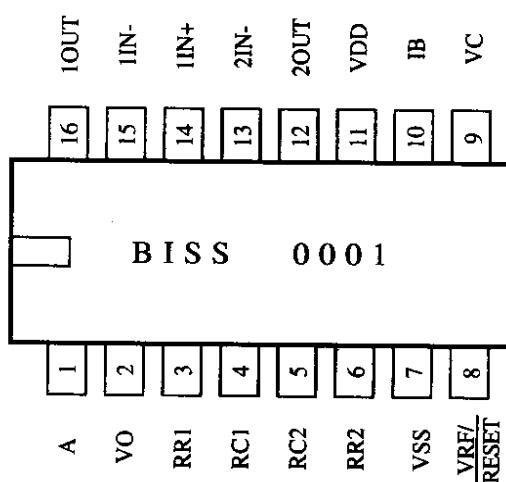 1OUT 1IN- 1IN+ 2IN- 2OUT VDD IB VC
16 15 14 13 12 11 10 9
BISS 0001
1 2 3 4 5 6 7 8
A VO RR1 RC1 RC2 RR2 VSS VRF/
RESET